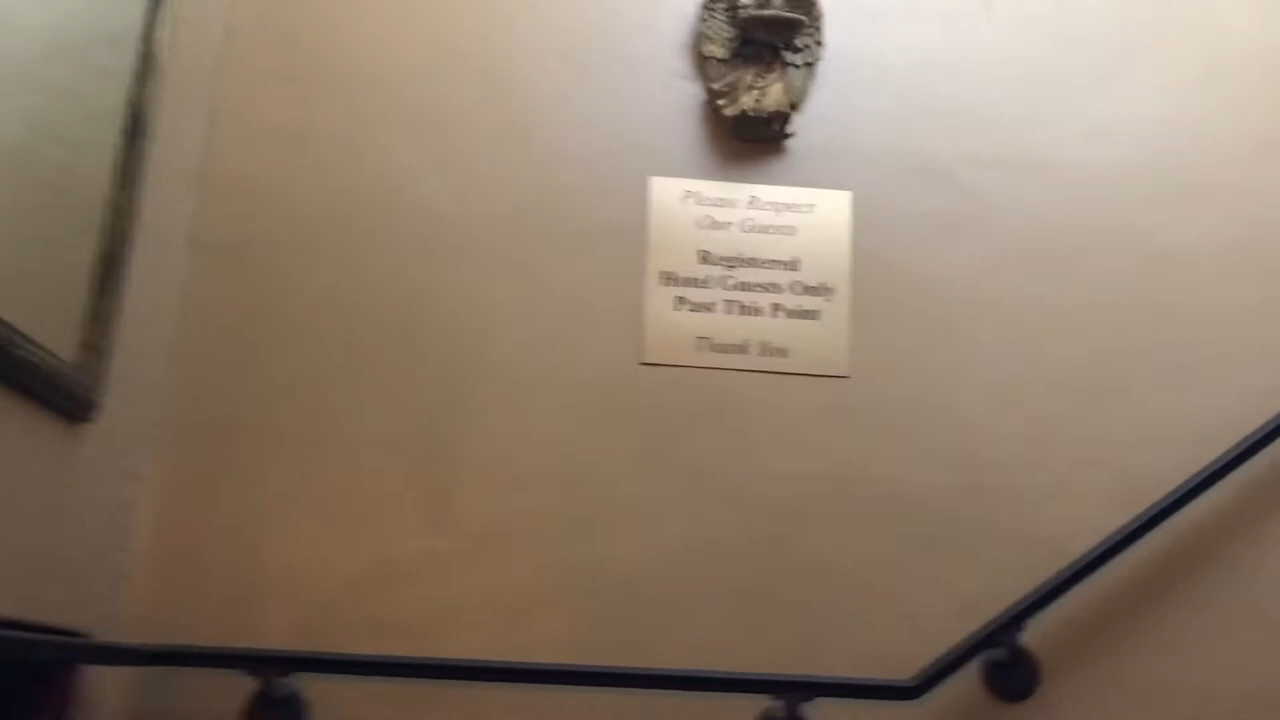 Please Respect
Our Guests
Registered
Hotel Guests Only
Past This Point
Thank You